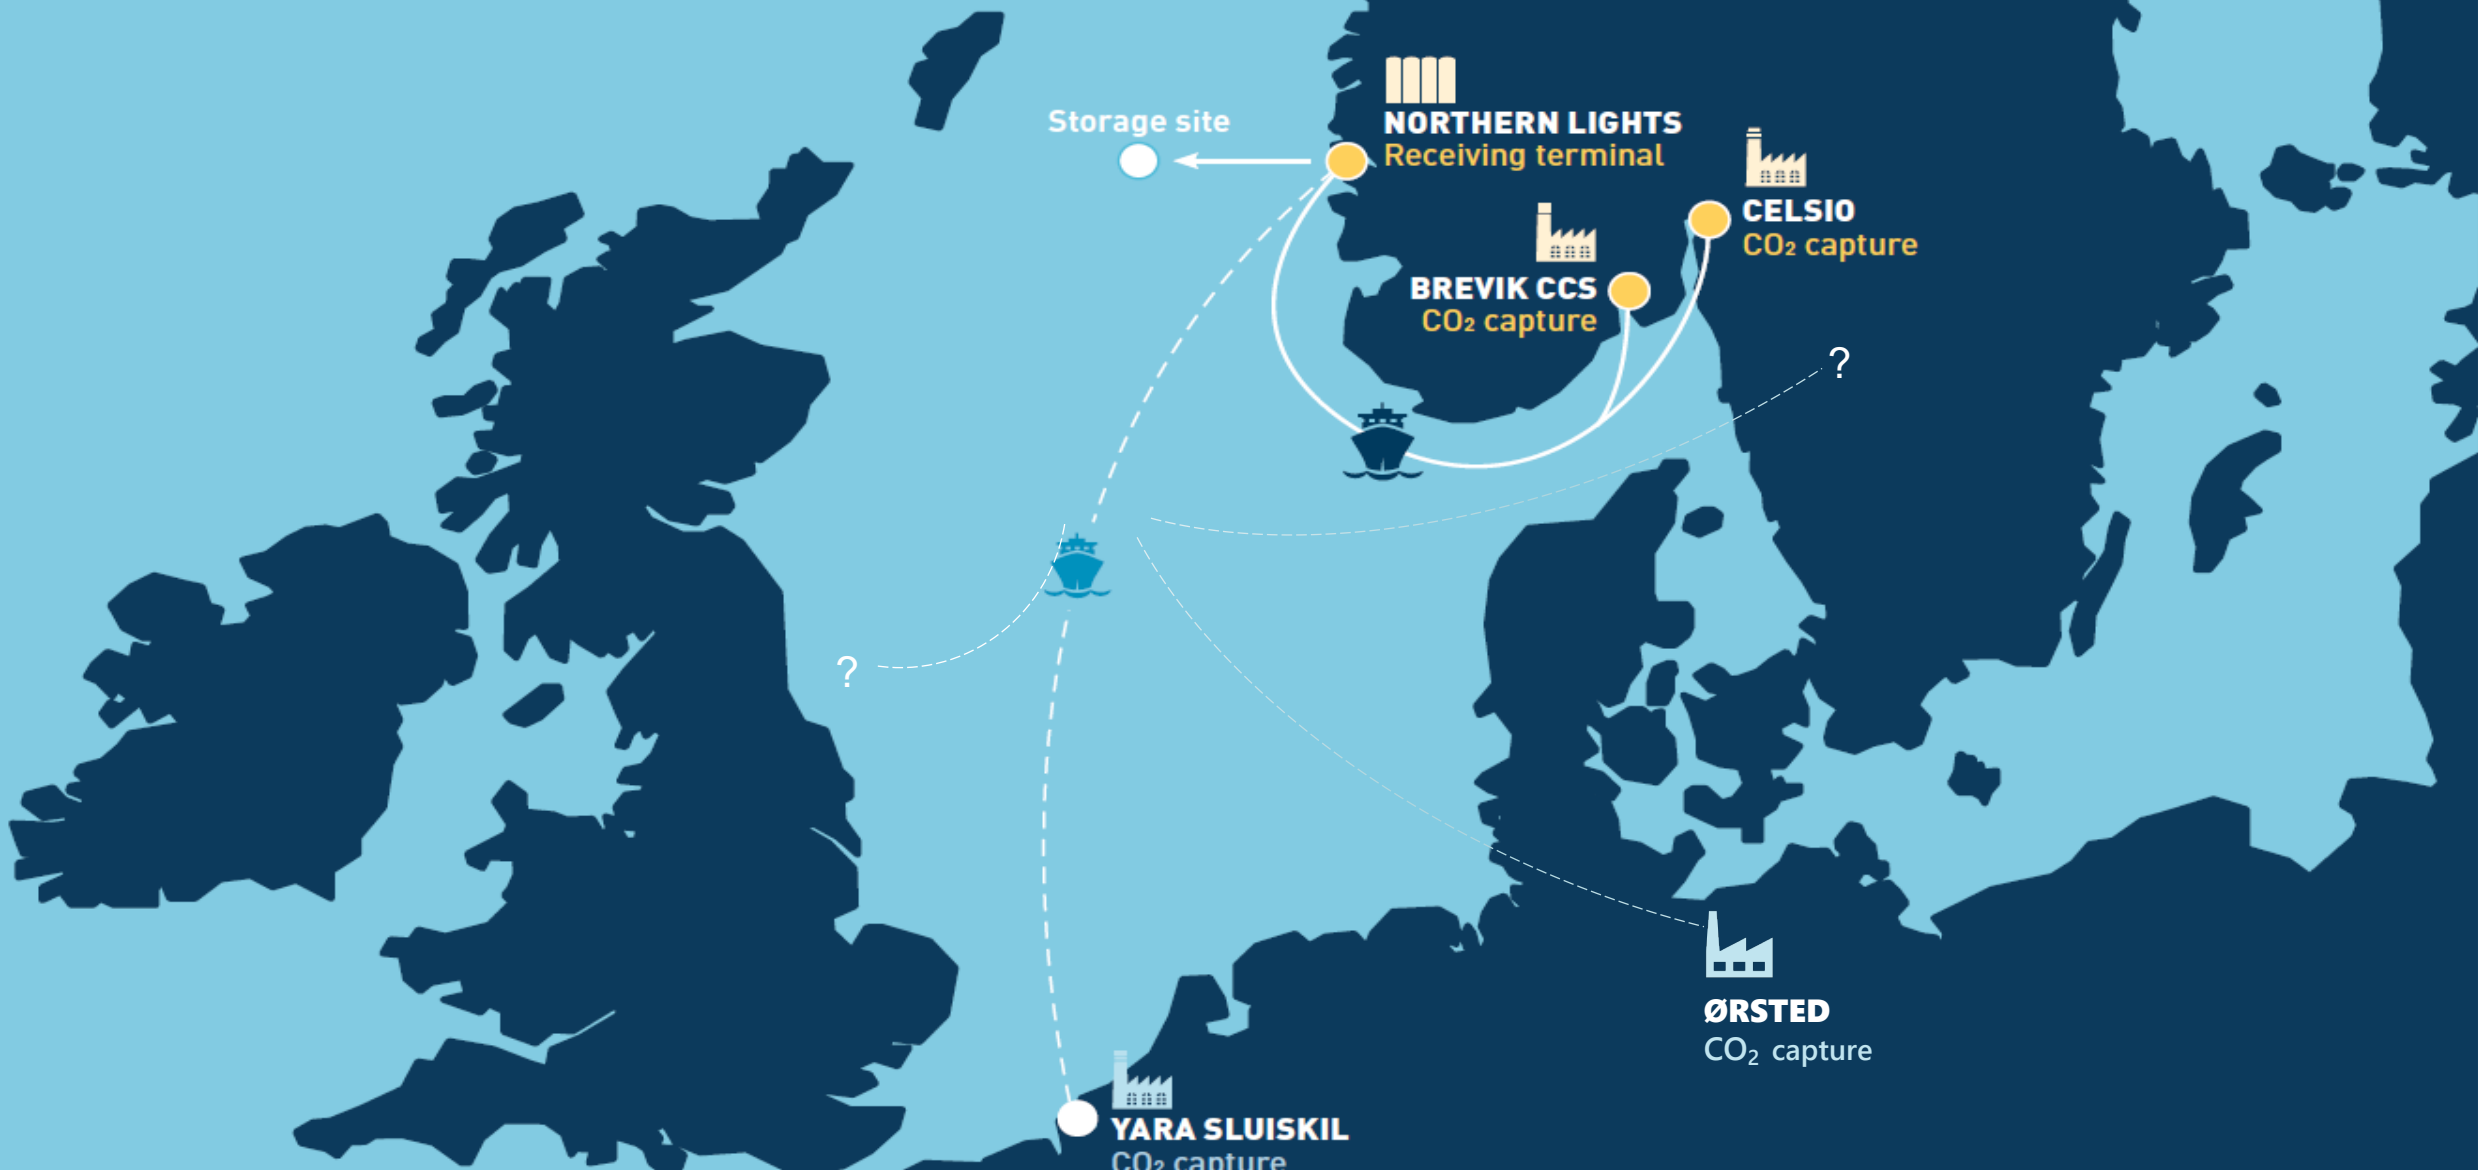 Storage site
NORTHERN LIGHTS
Receiving terminal
CELSIO
CO₂ capture
BREVIK CCS
CO₂ capture
?
?
ØRSTED
CO₂ capture
YARA SLUISKIL
CO₂ capture